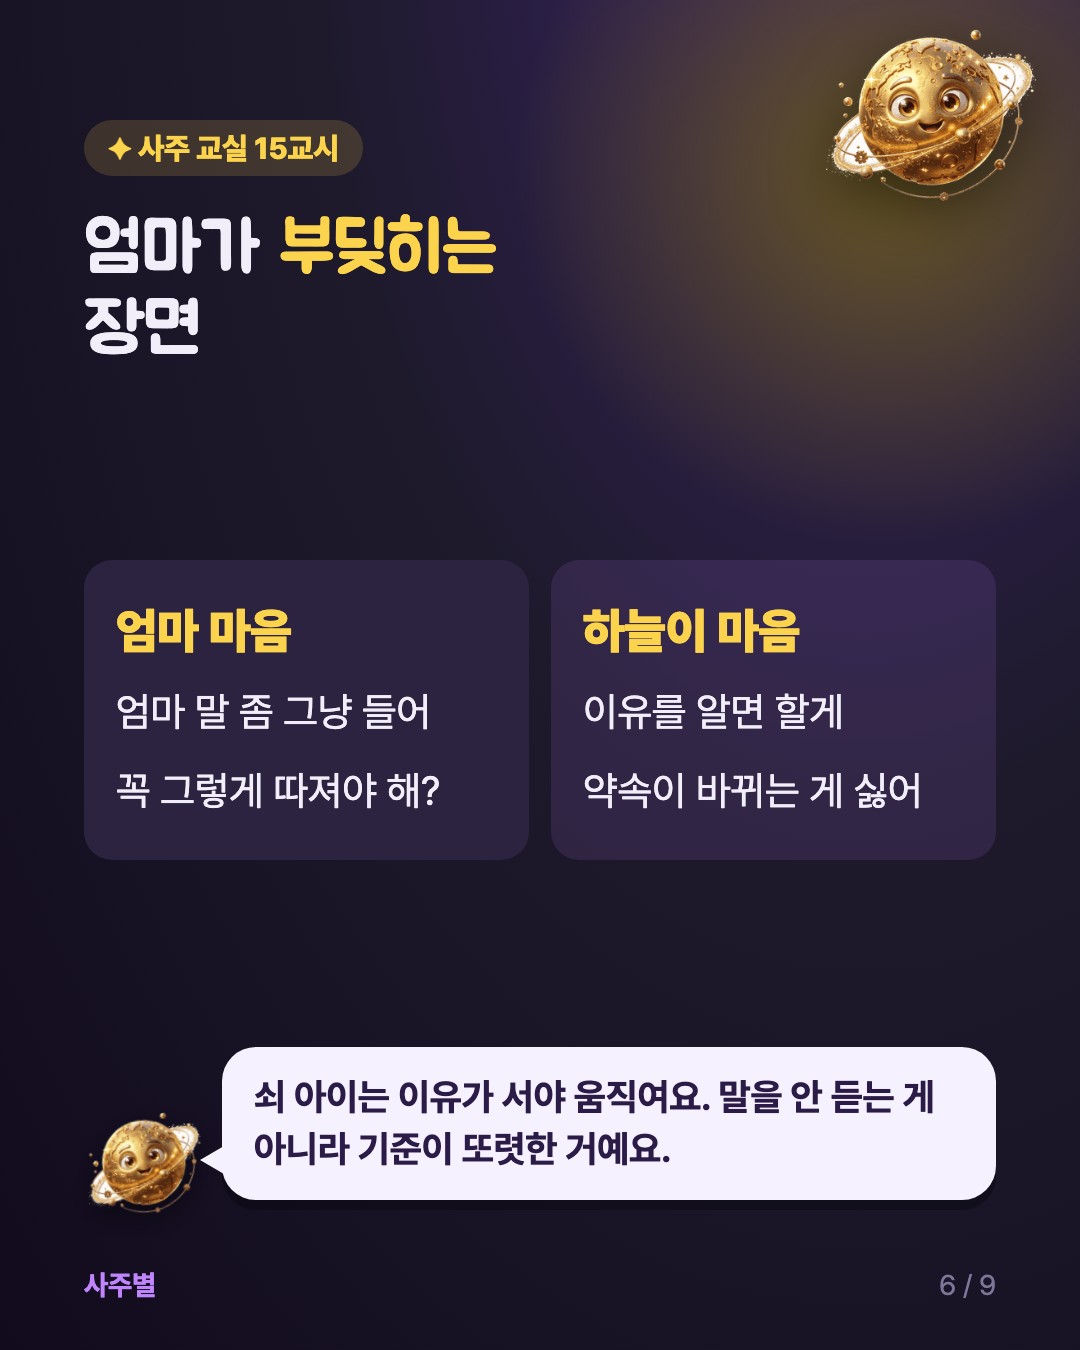 ✦ 사주 교실 15교시
엄마가 부딪히는
장면
엄마 마음
엄마 말 좀 그냥 들어
꼭 그렇게 따져야 해?
하늘이 마음
이유를 알면 할게
약속이 바뀌는 게 싫어
쇠 아이는 이유가 서야 움직여요. 말을 안 듣는 게
아니라 기준이 또렷한 거예요.
사주별
6 / 9